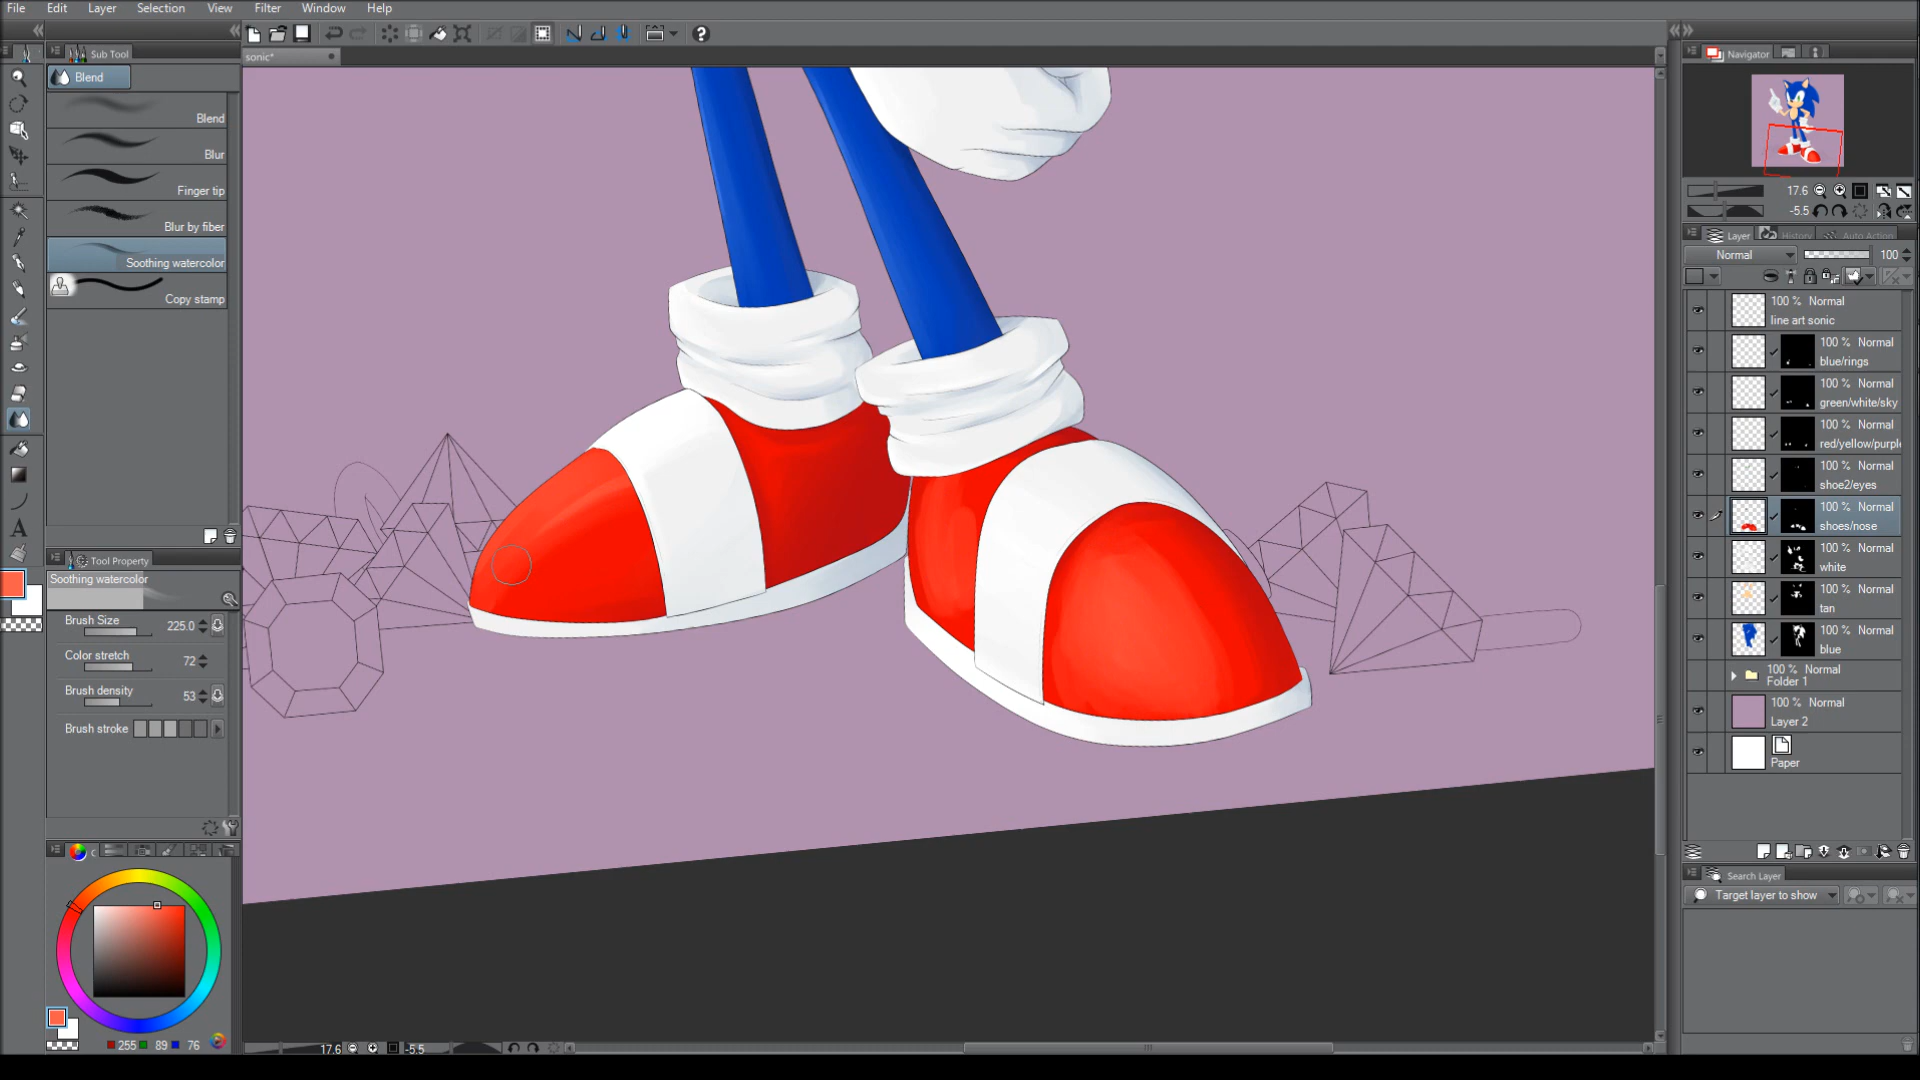 File Edit Layer Selection View Filter Window Help
Sub Tool
sonic*
Navigator
Blend
Blend
Blur
Finger tip
Blur by fiber
Soothing watercolor
Copy stamp
17.6
-5.5
Layer History Auto Action
Normal 100
100 % Normal
line art sonic
100 % Normal
blue/rings
100 % Normal
green/white/sky
100 % Normal
red/yellow/purpl
100 % Normal
shoe2/eyes
100 % Normal
shoes/nose
100 % Normal
white
100 % Normal
tan
100 % Normal
blue
100 % Normal
Folder 1
100 % Normal
Layer 2
Paper
Tool Property
Soothing watercolor
Brush Size 225.0
Color stretch 72
Brush density 53
Brush stroke
A
Search Layer
Target layer to show
255 89 76
17.6 -5.5